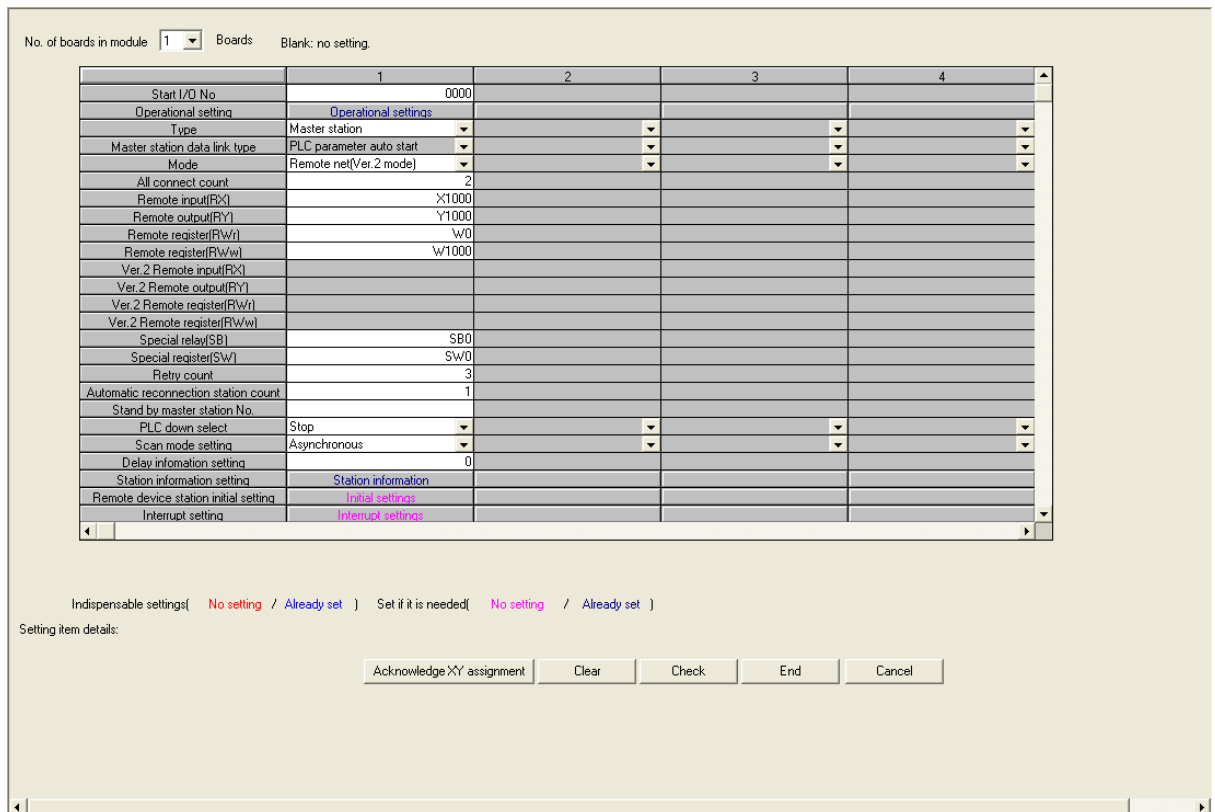 No. of boards in module 1 Boards Blank: no setting.
1 2 3 4
Start I/O No 0000
Operational setting Operational settings
Type Master station
Master station data link type PLC parameter auto start
Mode Remote net(Ver.2 mode)
All connect count 2
Remote input(RX) X1000
Remote output(RY) Y1000
Remote register(RWr) W0
Remote register(RWw) W1000
Ver.2 Remote input(RX)
Ver.2 Remote output(RY)
Ver.2 Remote register(RWr)
Ver.2 Remote register(RWw)
Special relay(SB) SB0
Special register(SW) SW0
Retry count 3
Automatic reconnection station count 1
Stand by master station No.
PLC down select Stop
Scan mode setting Asynchronous
Delay infomation setting 0
Station information setting Station information
Remote device station initial setting Initial settings
Interrupt setting Interrupt settings
Indispensable settings( No setting / Already set ) Set if it is needed( No setting / Already set )
Setting item details:
Acknowledge XY assignment Clear Check End Cancel